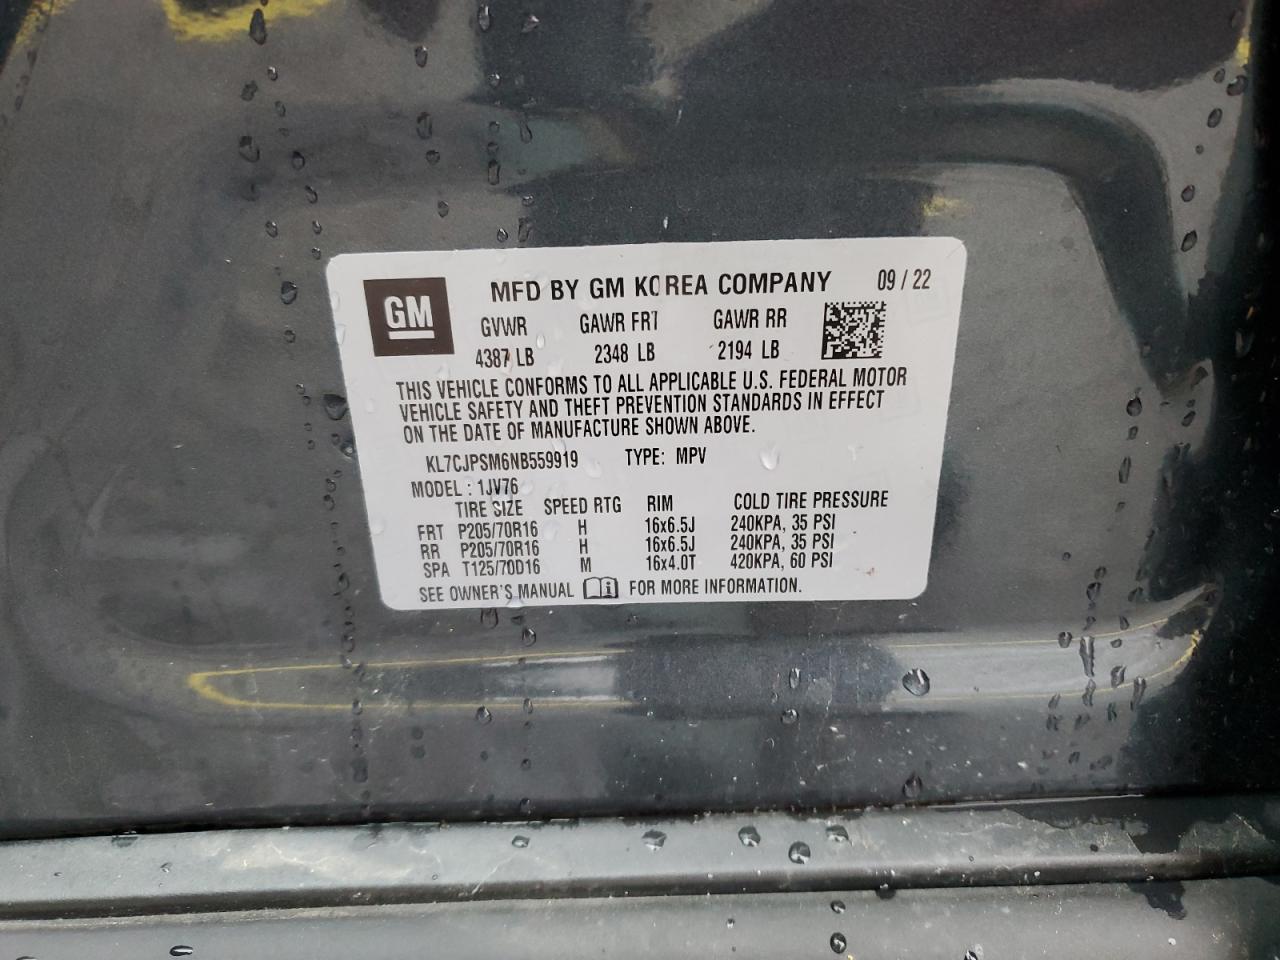 GM
MFD BY GM KOREA COMPANY 09 / 22
GVWR GAWR FRT GAWR RR
4387 LB 2348 LB 2194 LB
THIS VEHICLE CONFORMS TO ALL APPLICABLE U.S. FEDERAL MOTOR
VEHICLE SAFETY AND THEFT PREVENTION STANDARDS IN EFFECT
ON THE DATE OF MANUFACTURE SHOWN ABOVE.
KL7CJPSM6NB559919 TYPE: MPV
MODEL : 1JV76
TIRE SIZE SPEED RTG RIM COLD TIRE PRESSURE
FRT P205/70R16 H 16x6.5J 240KPA, 35 PSI
RR P205/70R16 H 16x6.5J 240KPA, 35 PSI
SPA T125/70D16 M 16x4.0T 420KPA, 60 PSI
SEE OWNER'S MANUAL FOR MORE INFORMATION.